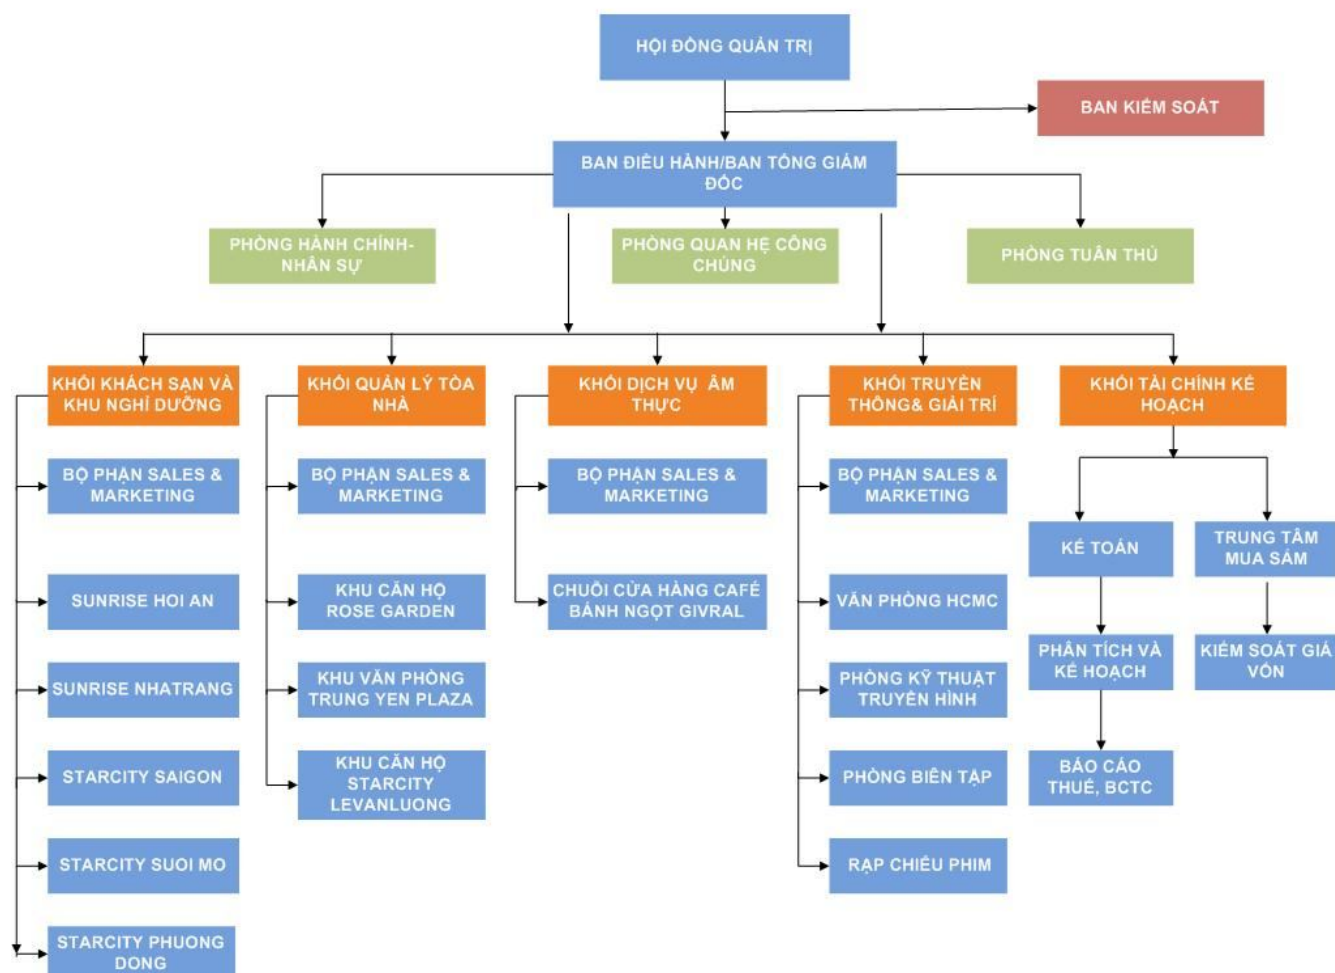 HỘI ĐỒNG QUẢN TRỊ
BAN KIỂM SOÁT
BAN ĐIỀU HÀNH/BAN TỔNG GIÁM
ĐỐC
PHÒNG HÀNH CHÍNH-
NHÂN SỰ
PHÒNG QUAN HỆ CÔNG
CHÚNG
PHÒNG TUÂN THỦ
KHỐI KHÁCH SẠN VÀ
KHU NGHỈ DƯỠNG
KHỐI QUẢN LÝ TÒA
NHÀ
KHỐI DỊCH VỤ ÂM
THỰC
KHỐI TRUYỀN
THÔNG& GIẢI TRÍ
KHỐI TÀI CHÍNH KẾ
HOẠCH
BỘ PHẬN SALES &
MARKETING
BỘ PHẬN SALES &
MARKETING
BỘ PHẬN SALES &
MARKETING
BỘ PHẬN SALES &
MARKETING
KẾ TOÁN
TRUNG TÂM
MUA SẮM
SUNRISE HOI AN
KHU CĂN HỘ
ROSE GARDEN
CHUỖI CỬA HÀNG CAFÉ
BÁNH NGỌT GIVRAL
VĂN PHÒNG HCMC
PHÂN TÍCH VÀ
KẾ HOẠCH
KIỂM SOÁT GIÁ
VỐN
SUNRISE NHATRANG
KHU VĂN PHÒNG
TRUNG YEN PLAZA
PHÒNG KỸ THUẬT
TRUYỀN HÌNH
STARCITY SAIGON
KHU CĂN HỘ
STARCITY
LEVANLUONG
PHÒNG BIÊN TẬP
BÁO CÁO
THUẾ, BCTC
STARCITY SUOI MO
RẠP CHIẾU PHIM
STARCITY PHUONG
DONG